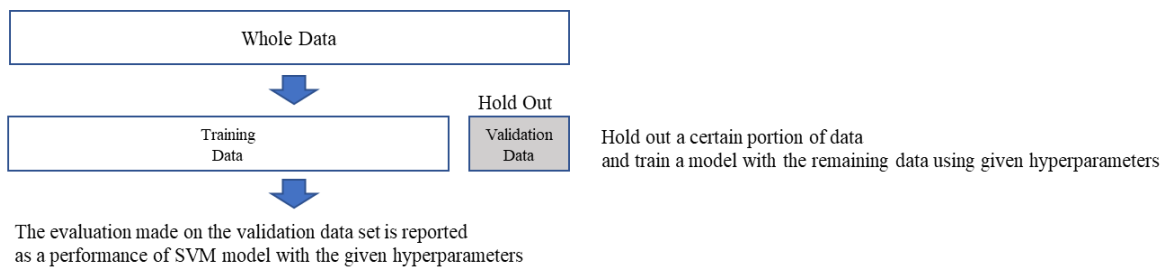 Whole Data
Hold Out
Training
Data
Validation
Data
Hold out a certain portion of data
and train a model with the remaining data using given hyperparameters
The evaluation made on the validation data set is reported
as a performance of SVM model with the given hyperparameters